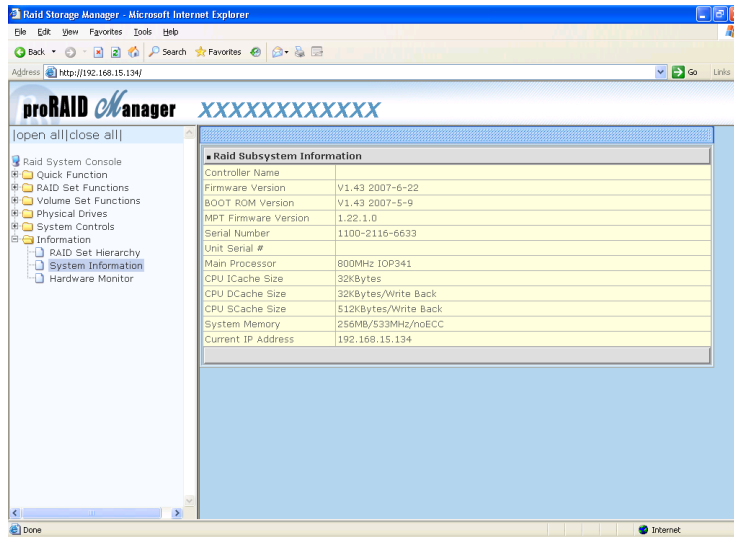 Raid Storage Manager - Microsoft Internet Explorer
File Edit View Favorites Tools Help
Back Search Favorites
Address http://192.168.15.134/ Go Links
proRAID Manager XXXXXXXXXXXX
|open all|close all|
Raid System Console
Quick Function
RAID Set Functions
Volume Set Functions
Physical Drives
System Controls
Information
RAID Set Hierarchy
System Information
Hardware Monitor
Raid Subsystem Information
Controller Name
Firmware Version V1.43 2007-6-22
BOOT ROM Version V1.43 2007-5-9
MPT Firmware Version 1.22.1.0
Serial Number 1100-2116-6633
Unit Serial #
Main Processor 800MHz IOP341
CPU ICache Size 32KBytes
CPU DCache Size 32KBytes/Write Back
CPU SCache Size 512KBytes/Write Back
System Memory 256MB/533MHz/noECC
Current IP Address 192.168.15.134
Done Internet